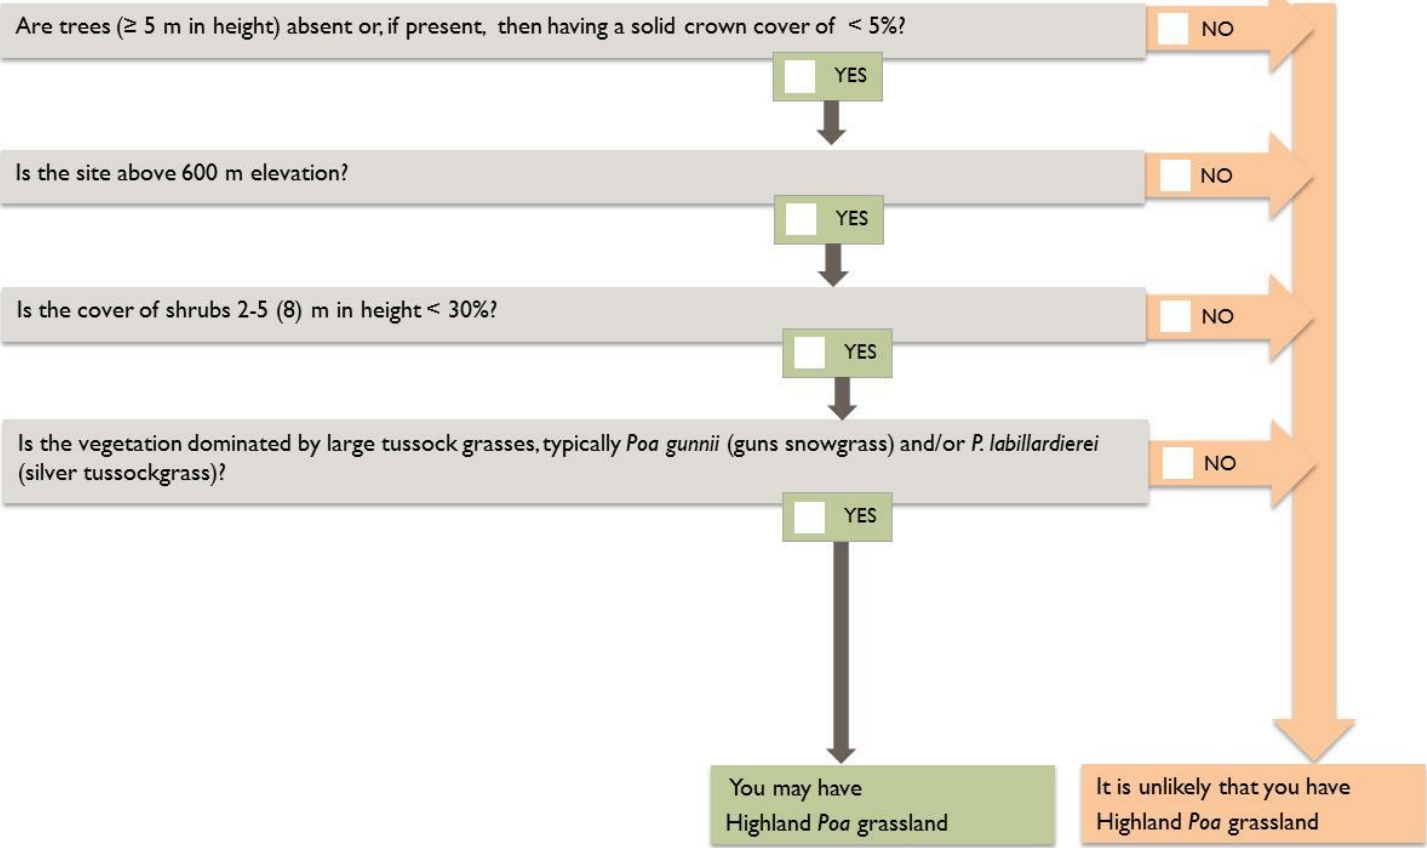 Are trees (≥ 5 m in height) absent or, if present, then having a solid crown cover of < 5%?
NO
YES
Is the site above 600 m elevation?
NO
YES
Is the cover of shrubs 2-5 (8) m in height < 30%?
NO
YES
Is the vegetation dominated by large tussock grasses, typically Poa gunnii (guns snowgrass) and/or P. labillardierei
(silver tussockgrass)?
NO
YES
You may have
Highland Poa grassland
It is unlikely that you have
Highland Poa grassland